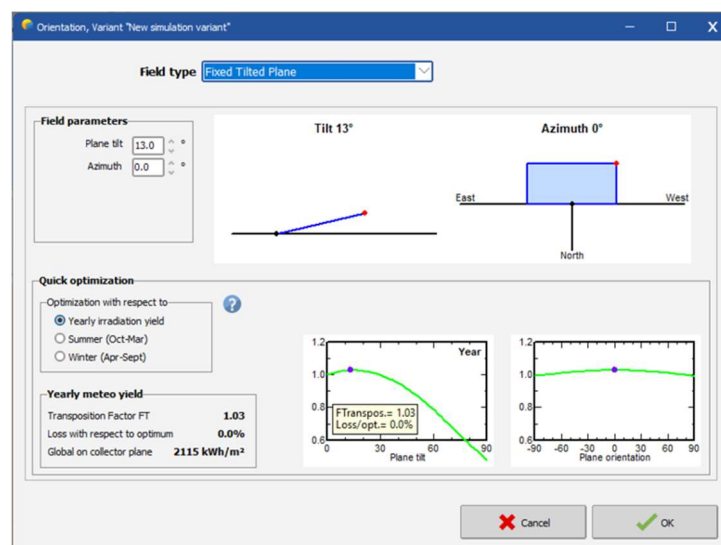 Orientation, Variant "New simulation variant"
Field type Fixed Tilted Plane
Field parameters
Plane tilt 13.0 °
Azimuth 0.0 °
Tilt 13°
Azimuth 0°
East
West
North
Quick optimization
Optimization with respect to
Yearly irradiation yield
Summer (Oct-Mar)
Winter (Apr-Sept)
?
Yearly meteo yield
Transposition Factor FT 1.03
Loss with respect to optimum 0.0%
Global on collector plane 2115 kWh/m²
1.2
1.0
0.8
0.6
Year
FTranspos.= 1.03
Loss/opt.= 0.0%
0 30 60 90
Plane tilt
1.2
1.0
0.8
0.6
-90 -60 -30 0 30 60 90
Plane orientation
Cancel
OK